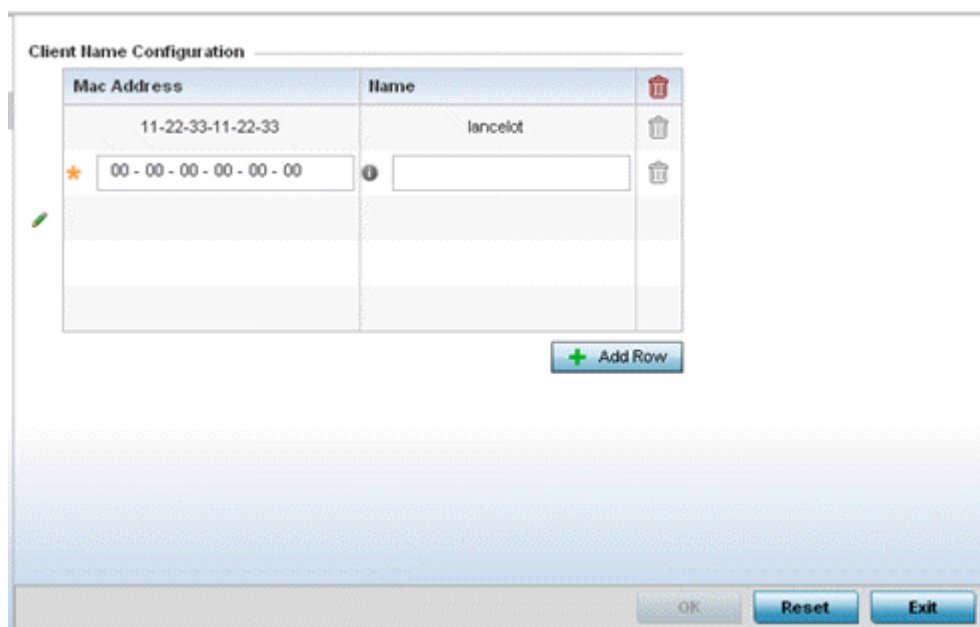 Client Name Configuration
Mac Address Name
11-22-33-11-22-33 lancelot
00 - 00 - 00 - 00 - 00 - 00
Add Row
OK Reset Exit